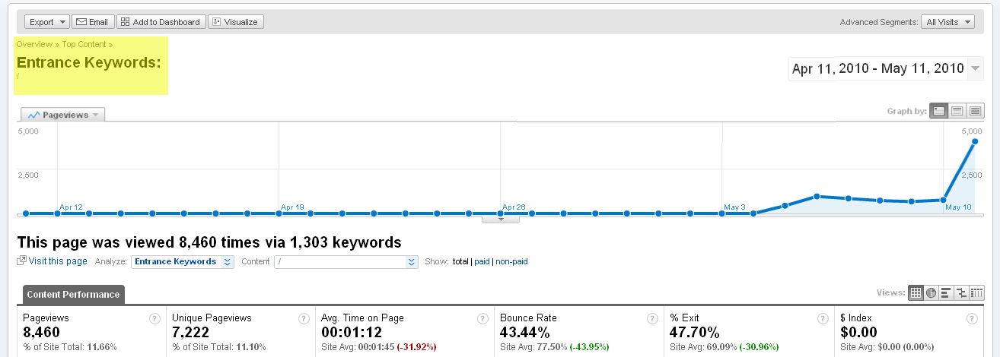 Export Email Add to Dashboard Visualize Advanced Segments: All Visits
Overview » Top Content »
Entrance Keywords:
/
Apr 11, 2010 - May 11, 2010
Pageviews Graph by:
5,000 5,000
2,500 2,500
Apr 12 Apr 19 Apr 26 May 3 May 10
This page was viewed 8,460 times via 1,303 keywords
Visit this page Analyze: Entrance Keywords Content / Show: total | paid | non-paid
Content Performance Views:
Pageviews ? Unique Pageviews ? Avg. Time on Page ? Bounce Rate ? % Exit ? $ Index ?
8,460 7,222 00:01:12 43.44% 47.70% $0.00
% of Site Total: 11.66% % of Site Total: 11.10% Site Avg: 00:01:45 (-31.92%) Site Avg: 77.50% (-43.95%) Site Avg: 69.09% (-30.96%) Site Avg: $0.00 (0.00%)